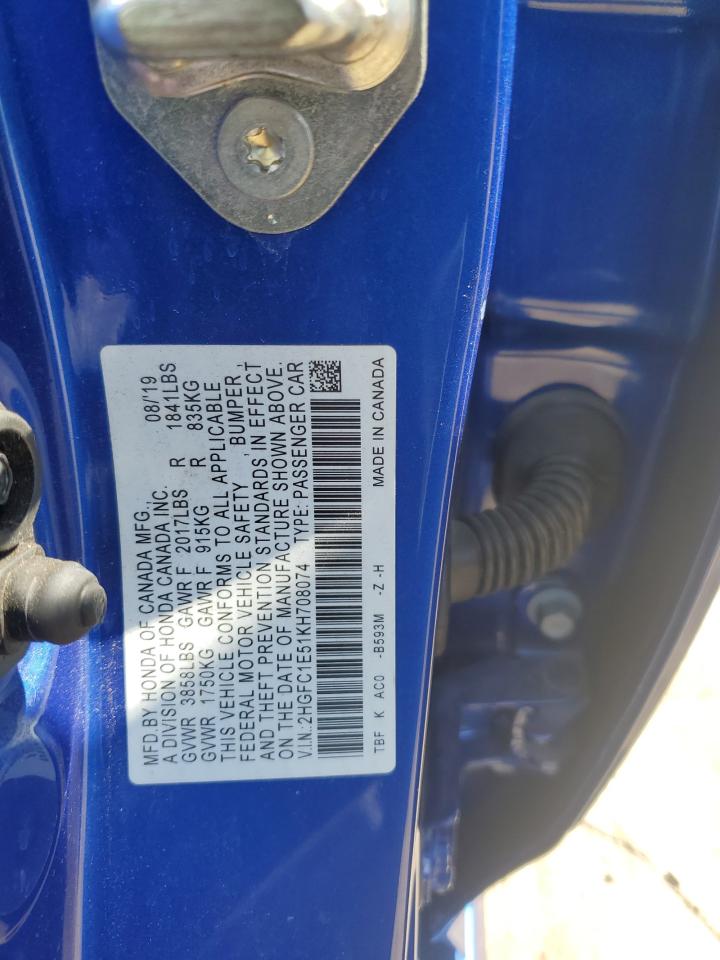 MFD.BY HONDA OF CANADA MFG., 08/'19
A DIVISION OF HONDA CANADA INC.
GVWR 3858LBS GAWR F 2017LBS R 1841LBS
GVWR 1750KG GAWR F 915KG R 835KG
THIS VEHICLE CONFORMS TO ALL APPLICABLE
FEDERAL MOTOR VEHICLE SAFETY , BUMPER ,
AND THEFT PREVENTION STANDARDS IN EFFECT
ON THE DATE OF MANUFACTURE SHOWN ABOVE.
V.I.N.:2HGFC1E51KH708074 TYPE: PASSENGER CAR
TBF K AC0 -B593M -Z -H MADE IN CANADA